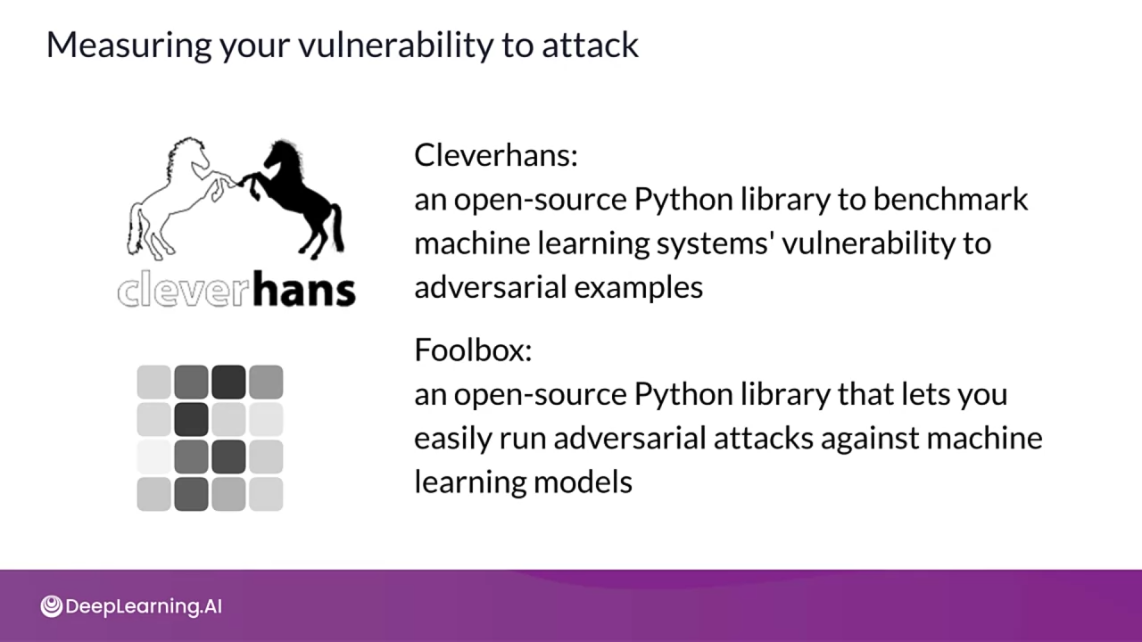 Measuring your vulnerability to attack
cleverhans
Cleverhans:
an open-source Python library to benchmark
machine learning systems' vulnerability to
adversarial examples
Foolbox:
an open-source Python library that lets you
easily run adversarial attacks against machine
learning models
DeepLearning.AI